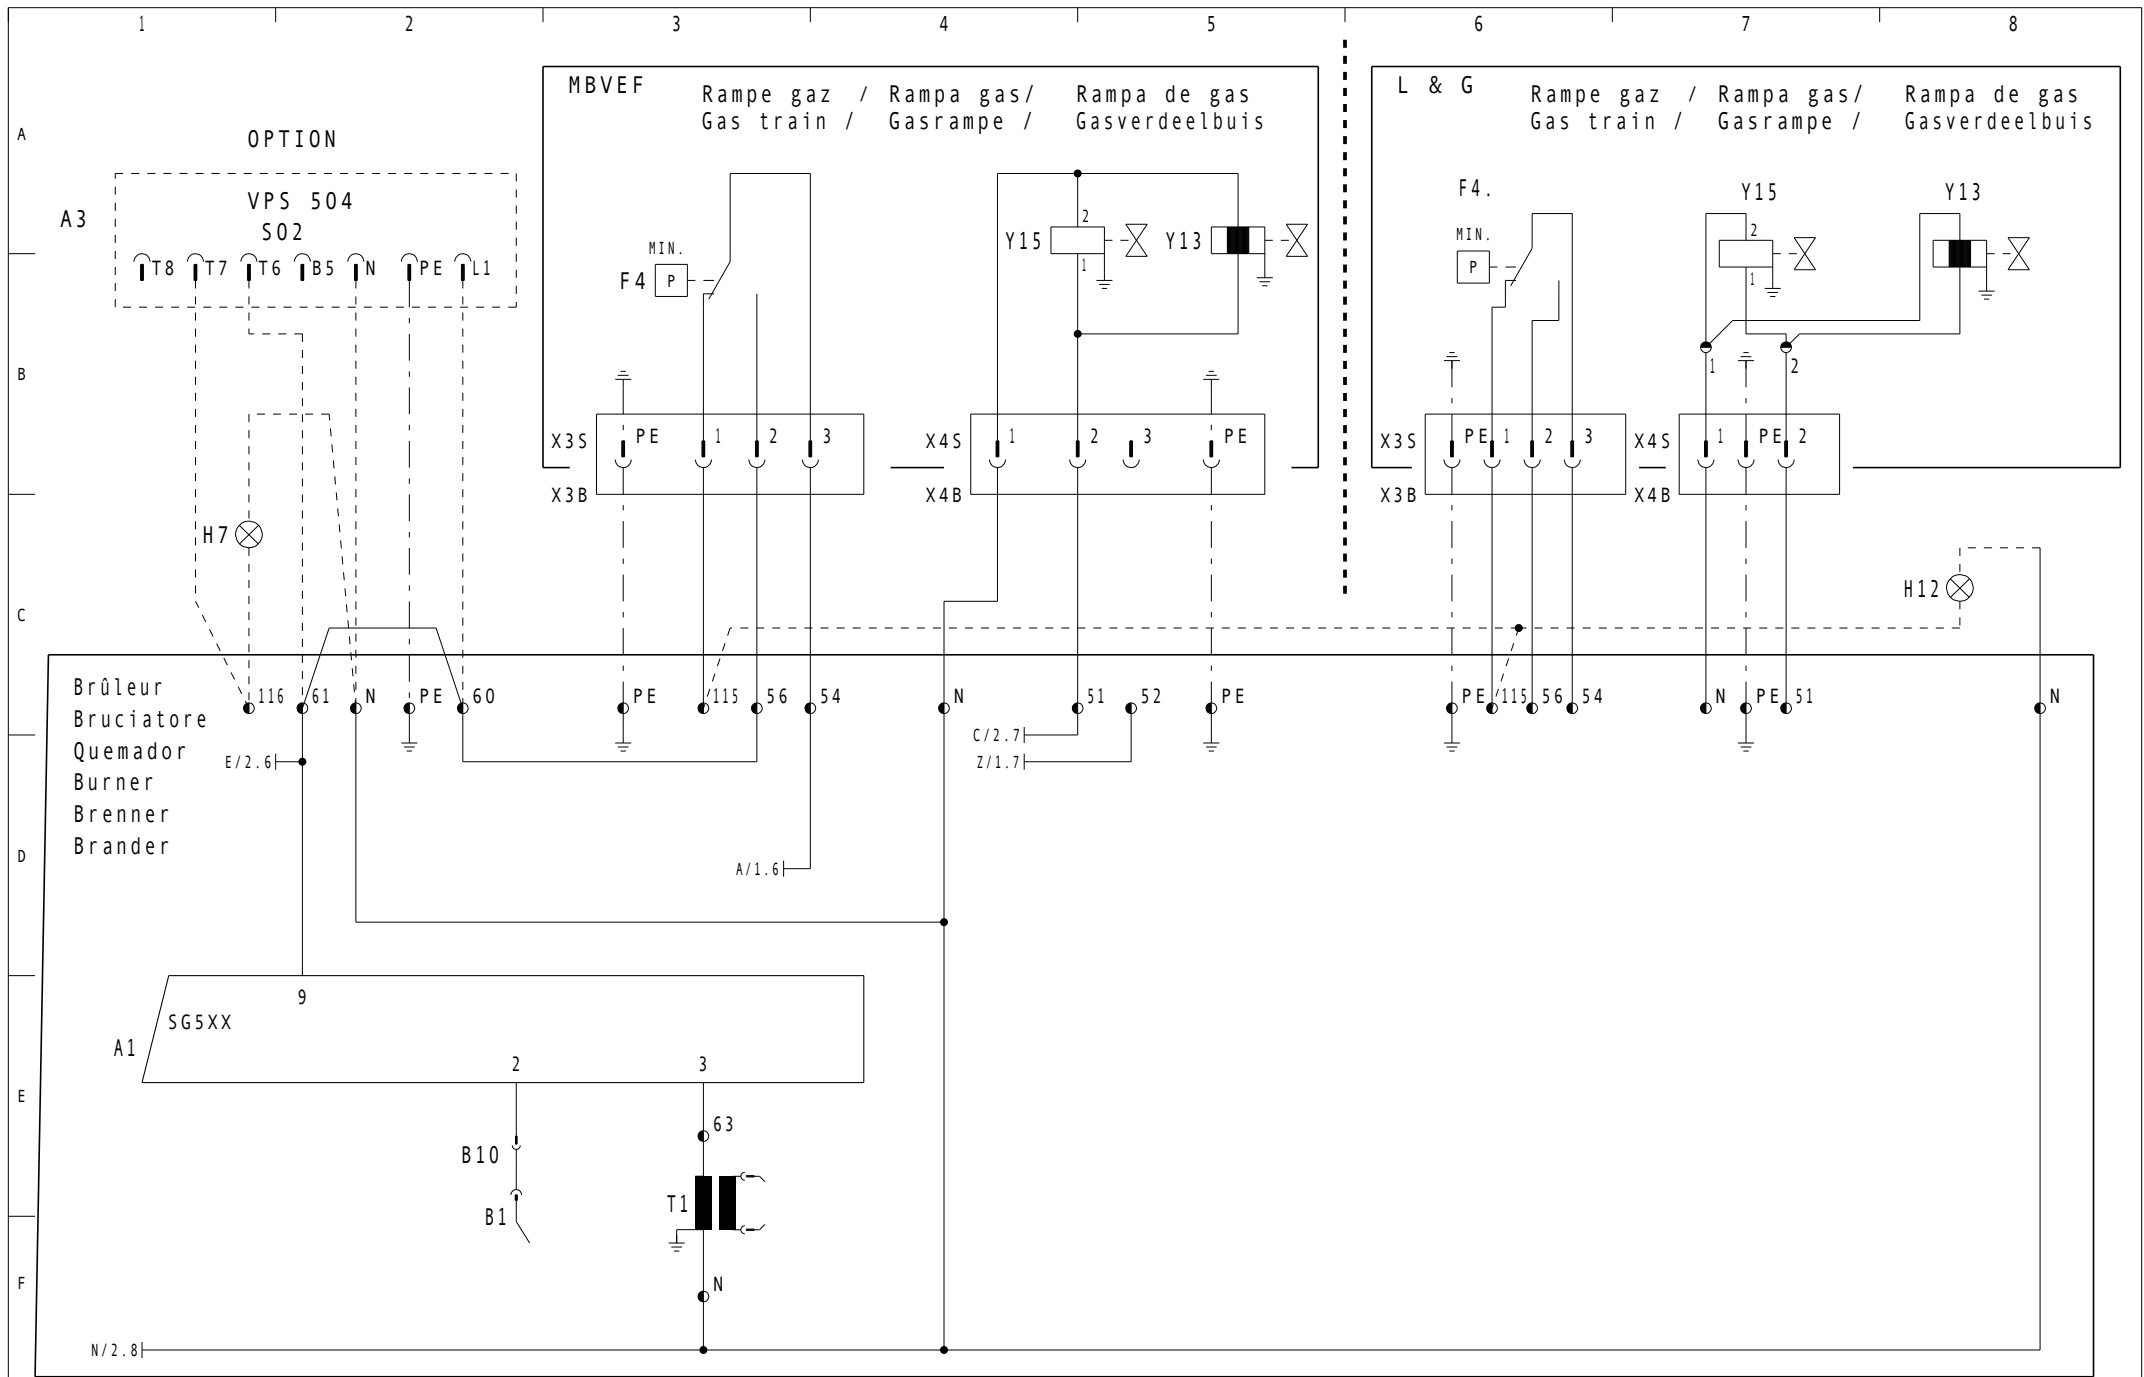 1 2 3 4 5 6 7 8
A
B
C
D
E
F
OPTION
A3
VPS 504
S02
T8 T7 T6 B5 N PE L1
H7
MBVEF
Rampe gaz / Rampa gas/ Rampa de gas
Gas train / Gasrampe / Gasverdeelbuis
MIN.
F4 P
Y15 2 1
Y13
X3S PE 1 2 3
X3B
X4S 1 2 3 PE
X4B
L & G
Rampe gaz / Rampa gas/ Rampa de gas
Gas train / Gasrampe / Gasverdeelbuis
F4.
MIN.
P
Y15
2
1
Y13
1 2
X3S PE 1 2 3
X3B
X4S 1 PE 2
X4B
H12
Brûleur
Bruciatore
Quemador
Burner
Brenner
Brander
116 61 N PE 60 PE 115 56 54 N 51 52 PE PE 115 56 54 N PE 51 N
E/2.6
C/2.7
Z/1.7
A/1.6
9
SG5XX
A1
2 3
63
B10
B1
T1
N
N/2.8